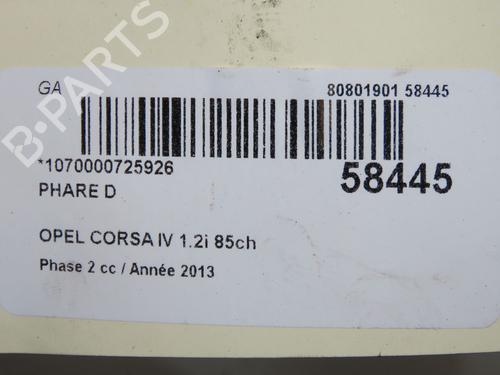 GA 80801901 58445
*1070000725926 58445
PHARE D
OPEL CORSA IV 1.2i 85ch
Phase 2 cc / Année 2013
B-PARTS